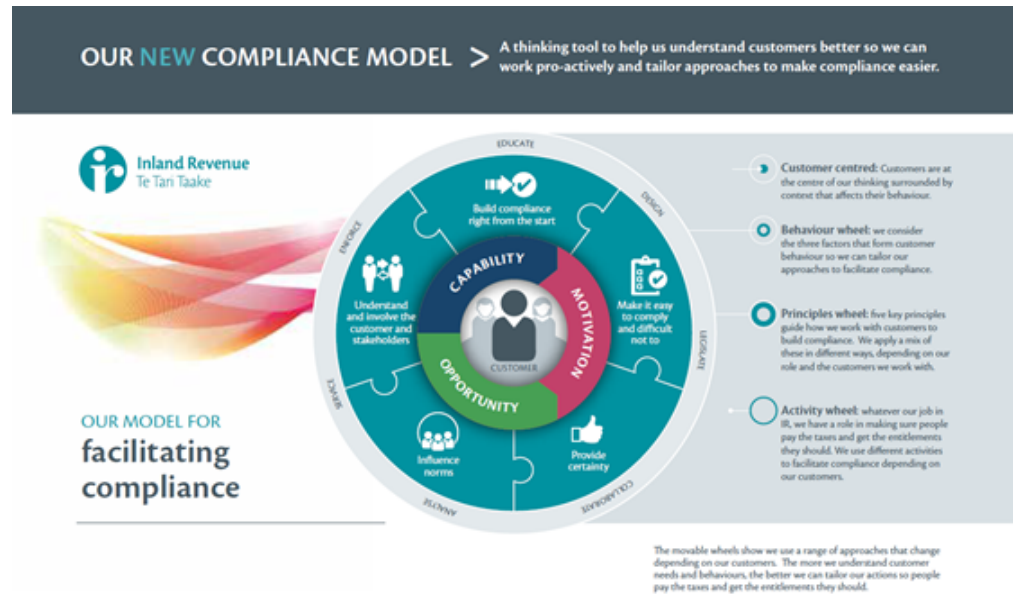 OUR NEW COMPLIANCE MODEL >
A thinking tool to help us understand customers better so we can
work pro-actively and tailor approaches to make compliance easier.
ir
Inland Revenue
Te Tari Taake
OUR MODEL FOR
facilitating
compliance
EDUCATE
DESIGN
LEGISLATE
COLLABORATE
ANALYSE
SERVICE
ENFORCE
Build compliance
right from the start
Make it easy
to comply
and difficult
not to
Provide
certainty
Influence
norms
Understand
and involve the
customer and
stakeholders
CAPABILITY
MOTIVATION
OPPORTUNITY
CUSTOMER
Customer centred: Customers are at
the centre of our thinking surrounded by
context that affects their behaviour.
Behaviour wheel: we consider
the three factors that form customer
behaviour so we can tailor our
approaches to facilitate compliance.
Principles wheel: five key principles
guide how we work with customers to
build compliance. We apply a mix of
these in different ways, depending on our
role and the customers we work with.
Activity wheel: whatever our job in
IR, we have a role in making sure people
pay the taxes and get the entitlements
they should. We use different activities
to facilitate compliance depending on
our customers.
The movable wheels show we use a range of approaches that change
depending on our customers. The more we understand customer
needs and behaviours, the better we can tailor our actions so people
pay the taxes and get the entitlements they should.